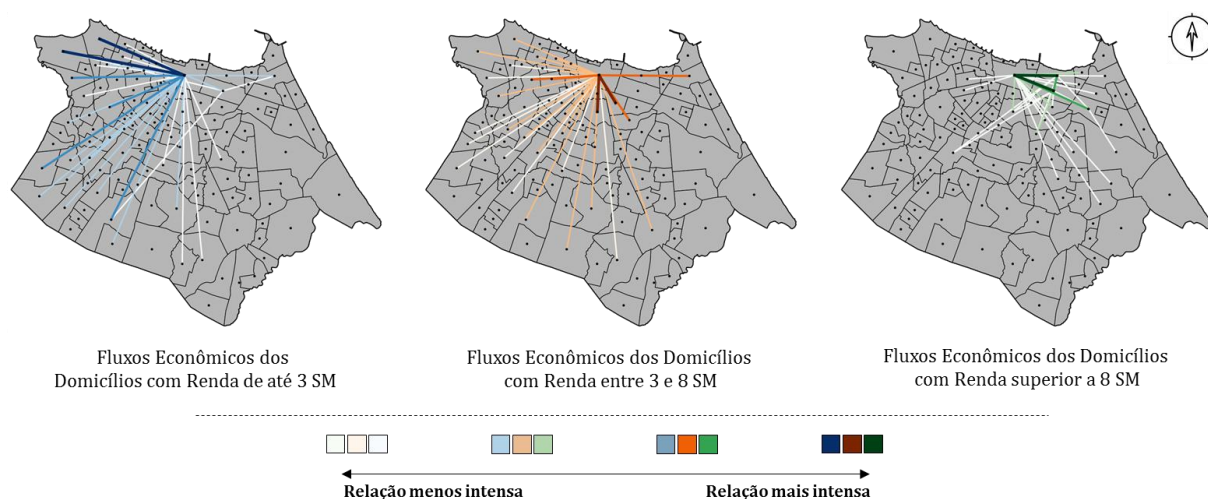 Fluxos Econômicos dos
Domicílios com Renda de até 3 SM
Fluxos Econômicos dos Domicílios
com Renda entre 3 e 8 SM
Fluxos Econômicos dos Domicílios
com Renda superior a 8 SM
Relação menos intensa
Relação mais intensa